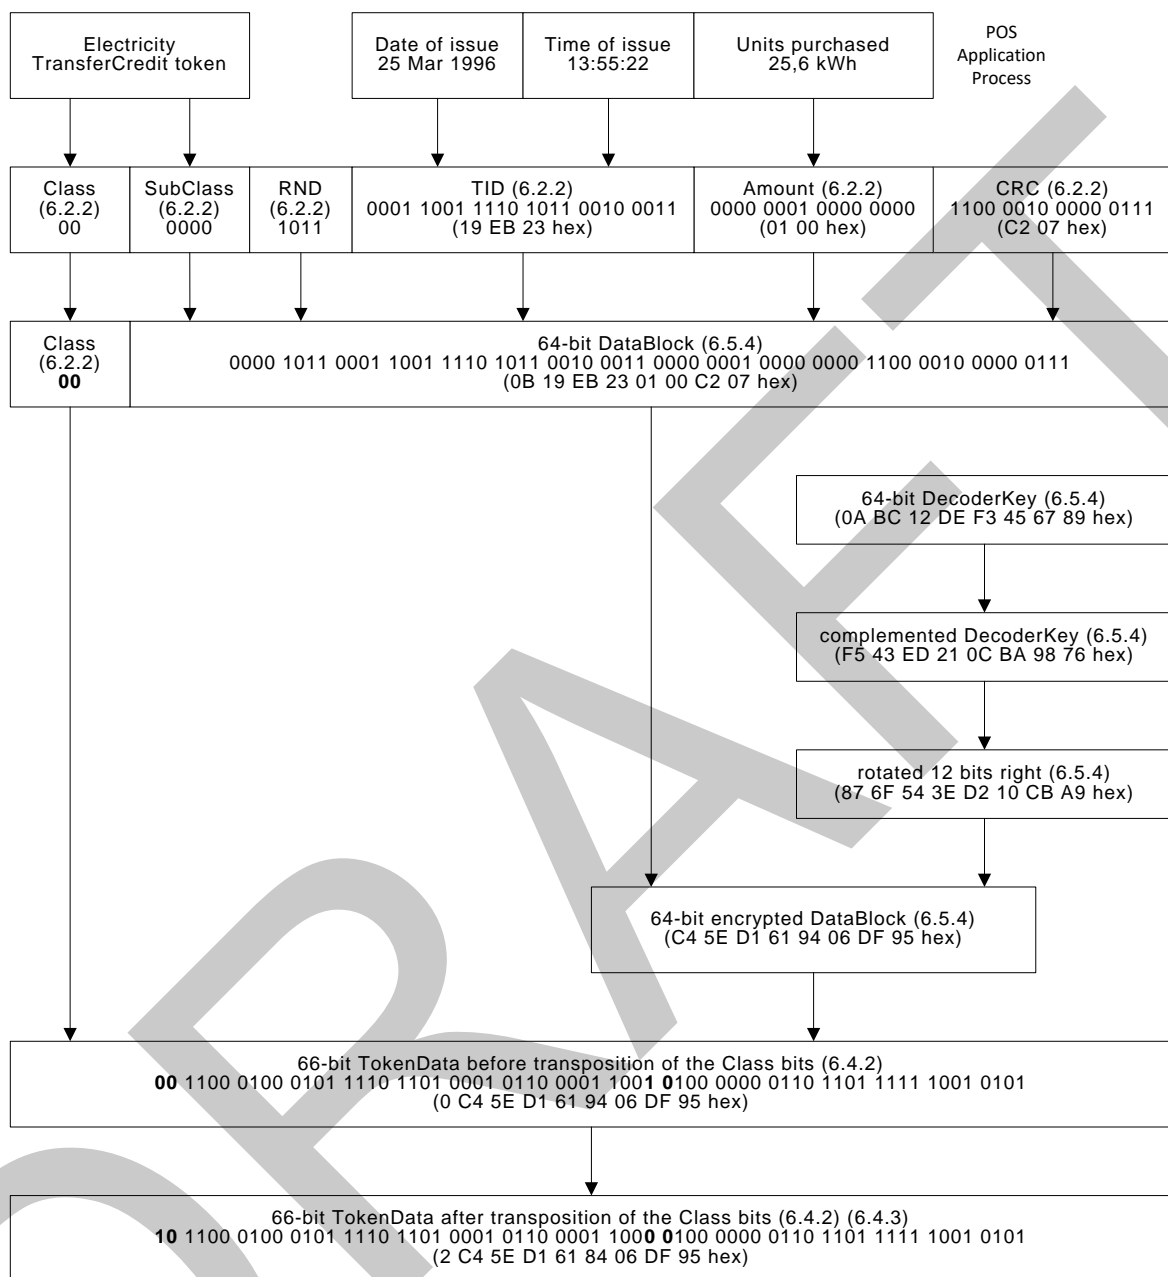 Electricity
TransferCredit token
Date of issue
25 Mar 1996
Time of issue
13:55:22
Units purchased
25,6 kWh
POS
Application
Process
Class
(6.2.2)
00
SubClass
(6.2.2)
0000
RND
(6.2.2)
1011
TID (6.2.2)
0001 1001 1110 1011 0010 0011
(19 EB 23 hex)
Amount (6.2.2)
0000 0001 0000 0000
(01 00 hex)
CRC (6.2.2)
1100 0010 0000 0111
(C2 07 hex)
Class
(6.2.2)
00
64-bit DataBlock (6.5.4)
0000 1011 0001 1001 1110 1011 0010 0011 0000 0001 0000 0000 1100 0010 0000 0111
(0B 19 EB 23 01 00 C2 07 hex)
64-bit DecoderKey (6.5.4)
(0A BC 12 DE F3 45 67 89 hex)
complemented DecoderKey (6.5.4)
(F5 43 ED 21 0C BA 98 76 hex)
rotated 12 bits right (6.5.4)
(87 6F 54 3E D2 10 CB A9 hex)
64-bit encrypted DataBlock (6.5.4)
(C4 5E D1 61 94 06 DF 95 hex)
66-bit TokenData before transposition of the Class bits (6.4.2)
00 1100 0100 0101 1110 1101 0001 0110 0001 1001 0100 0000 0110 1101 1111 1001 0101
(0 C4 5E D1 61 94 06 DF 95 hex)
66-bit TokenData after transposition of the Class bits (6.4.2) (6.4.3)
10 1100 0100 0101 1110 1101 0001 0110 0001 1000 0100 0000 0110 1101 1111 1001 0101
(2 C4 5E D1 61 84 06 DF 95 hex)
DRAFT